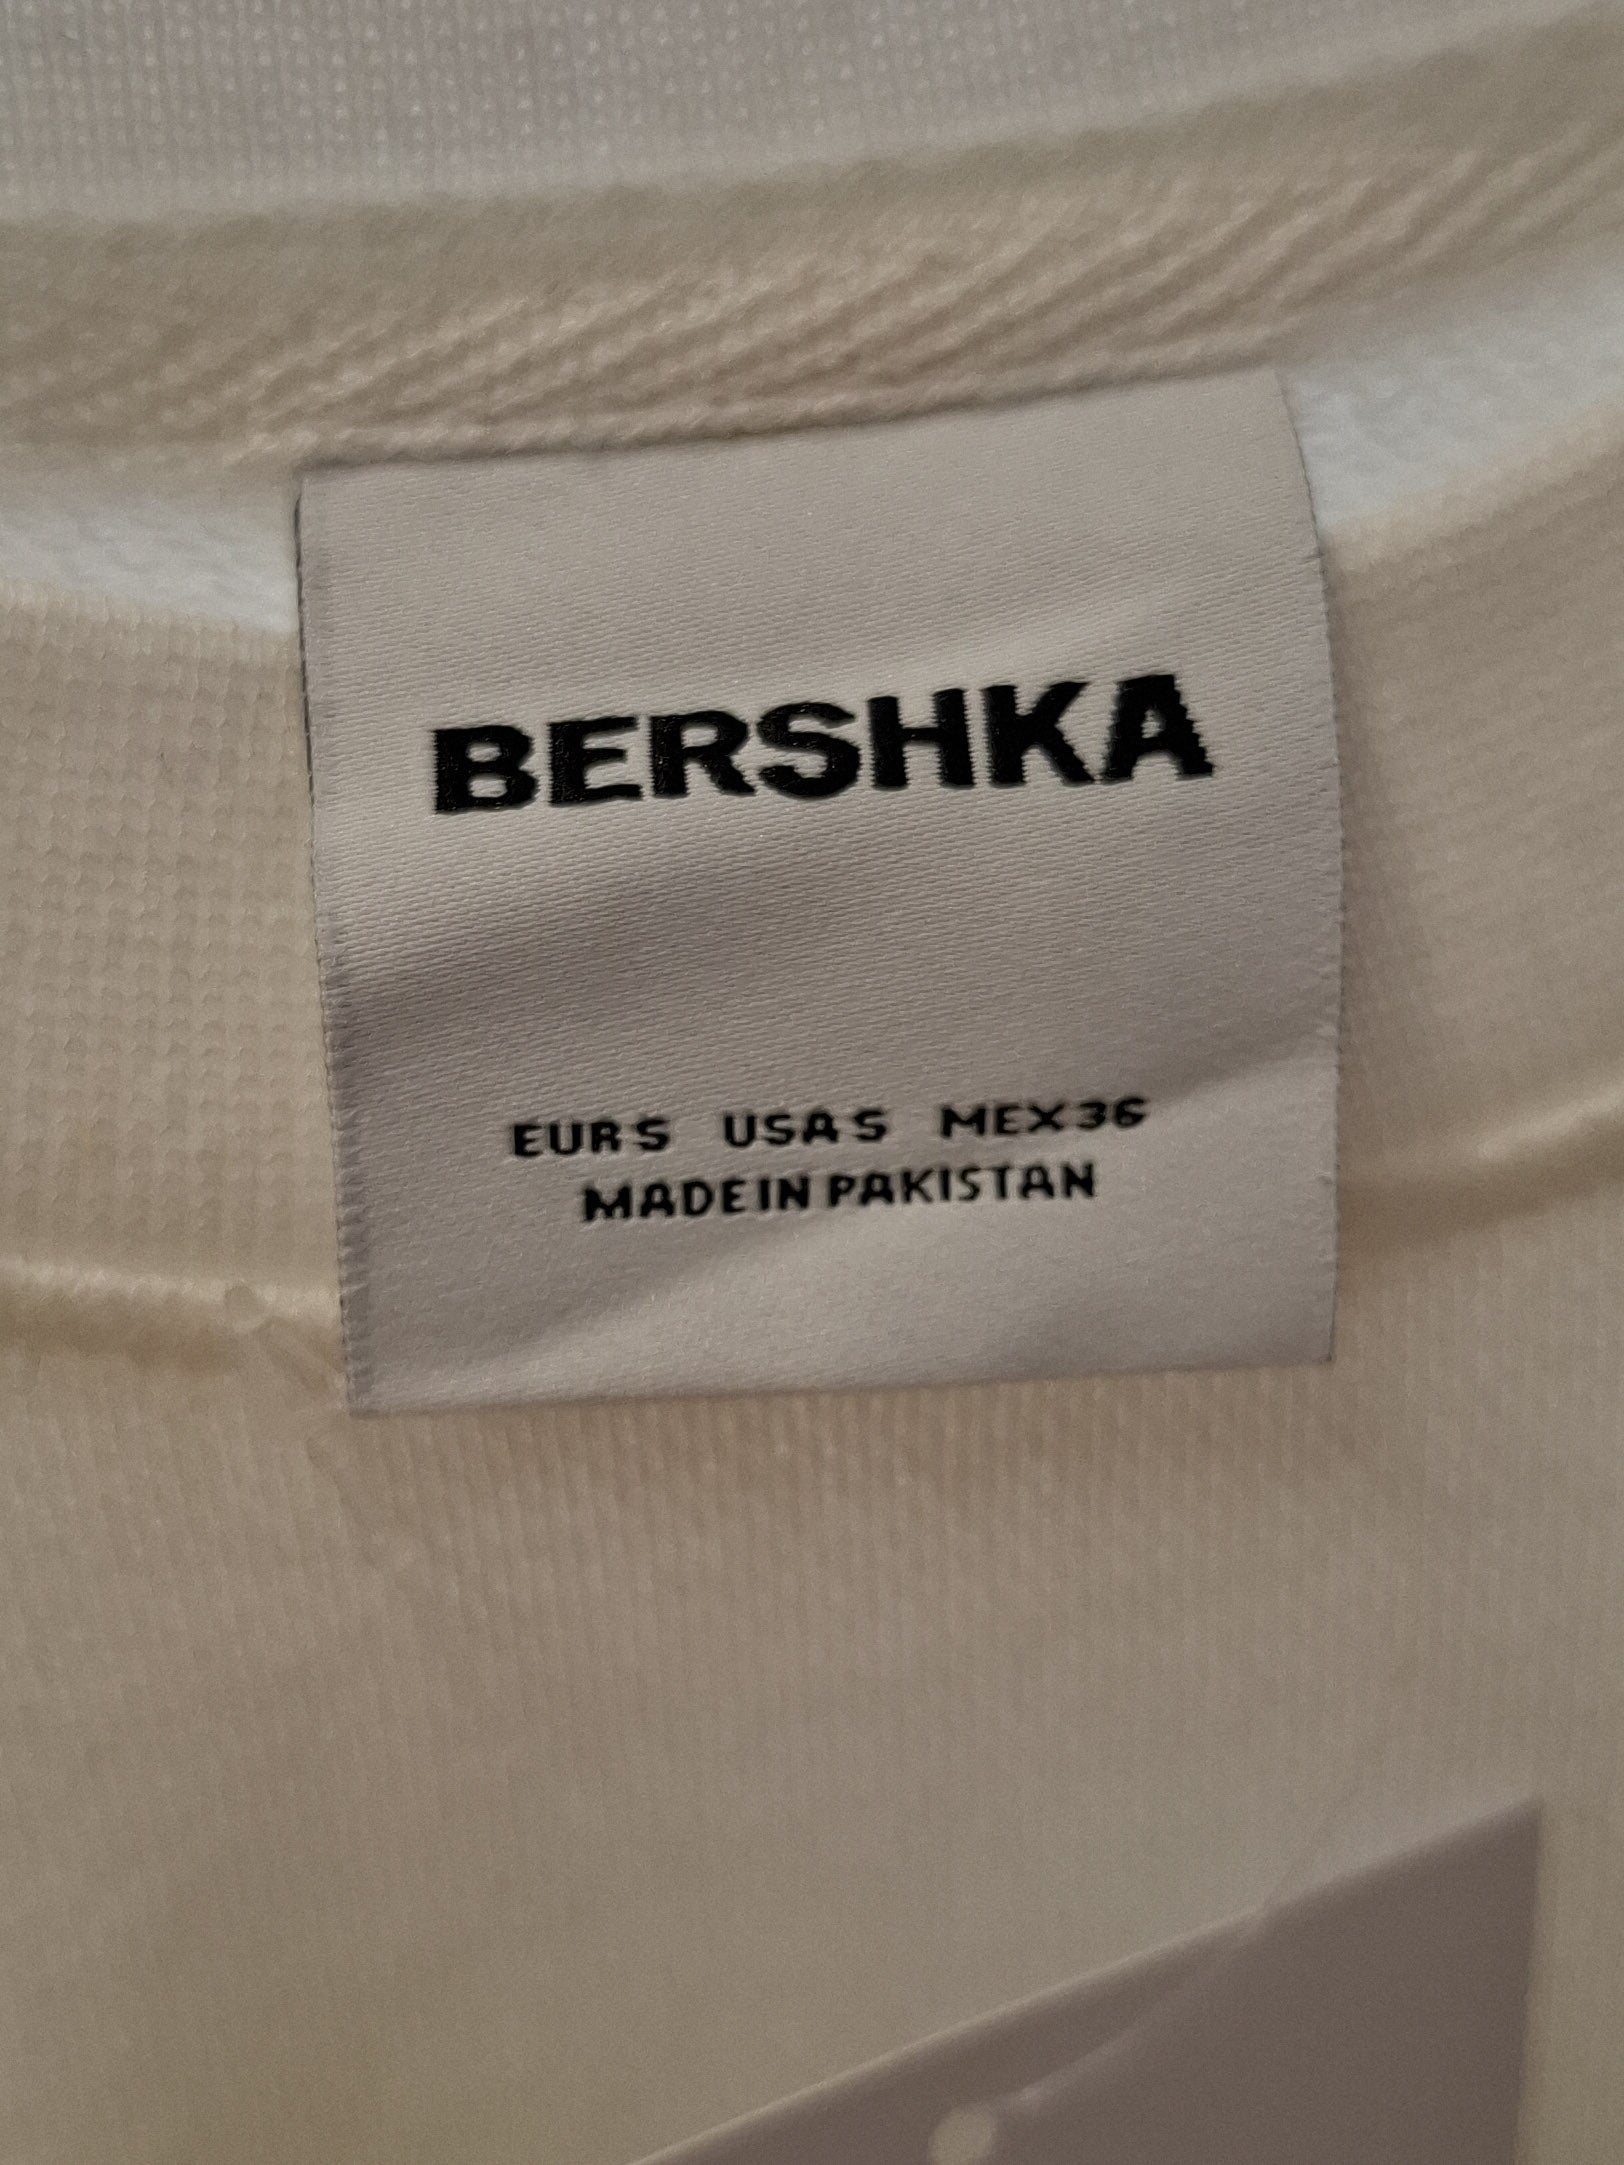 BERSHKA
EUR S USA S MEX 36
MADE IN PAKISTAN